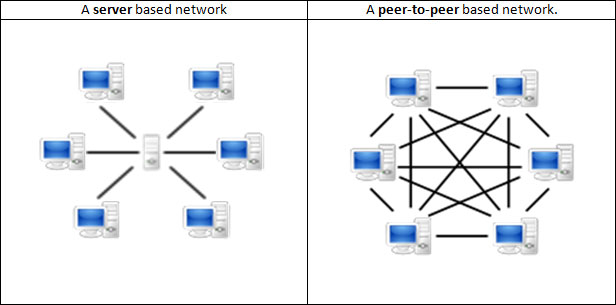 A server based network
A peer-to-peer based network.